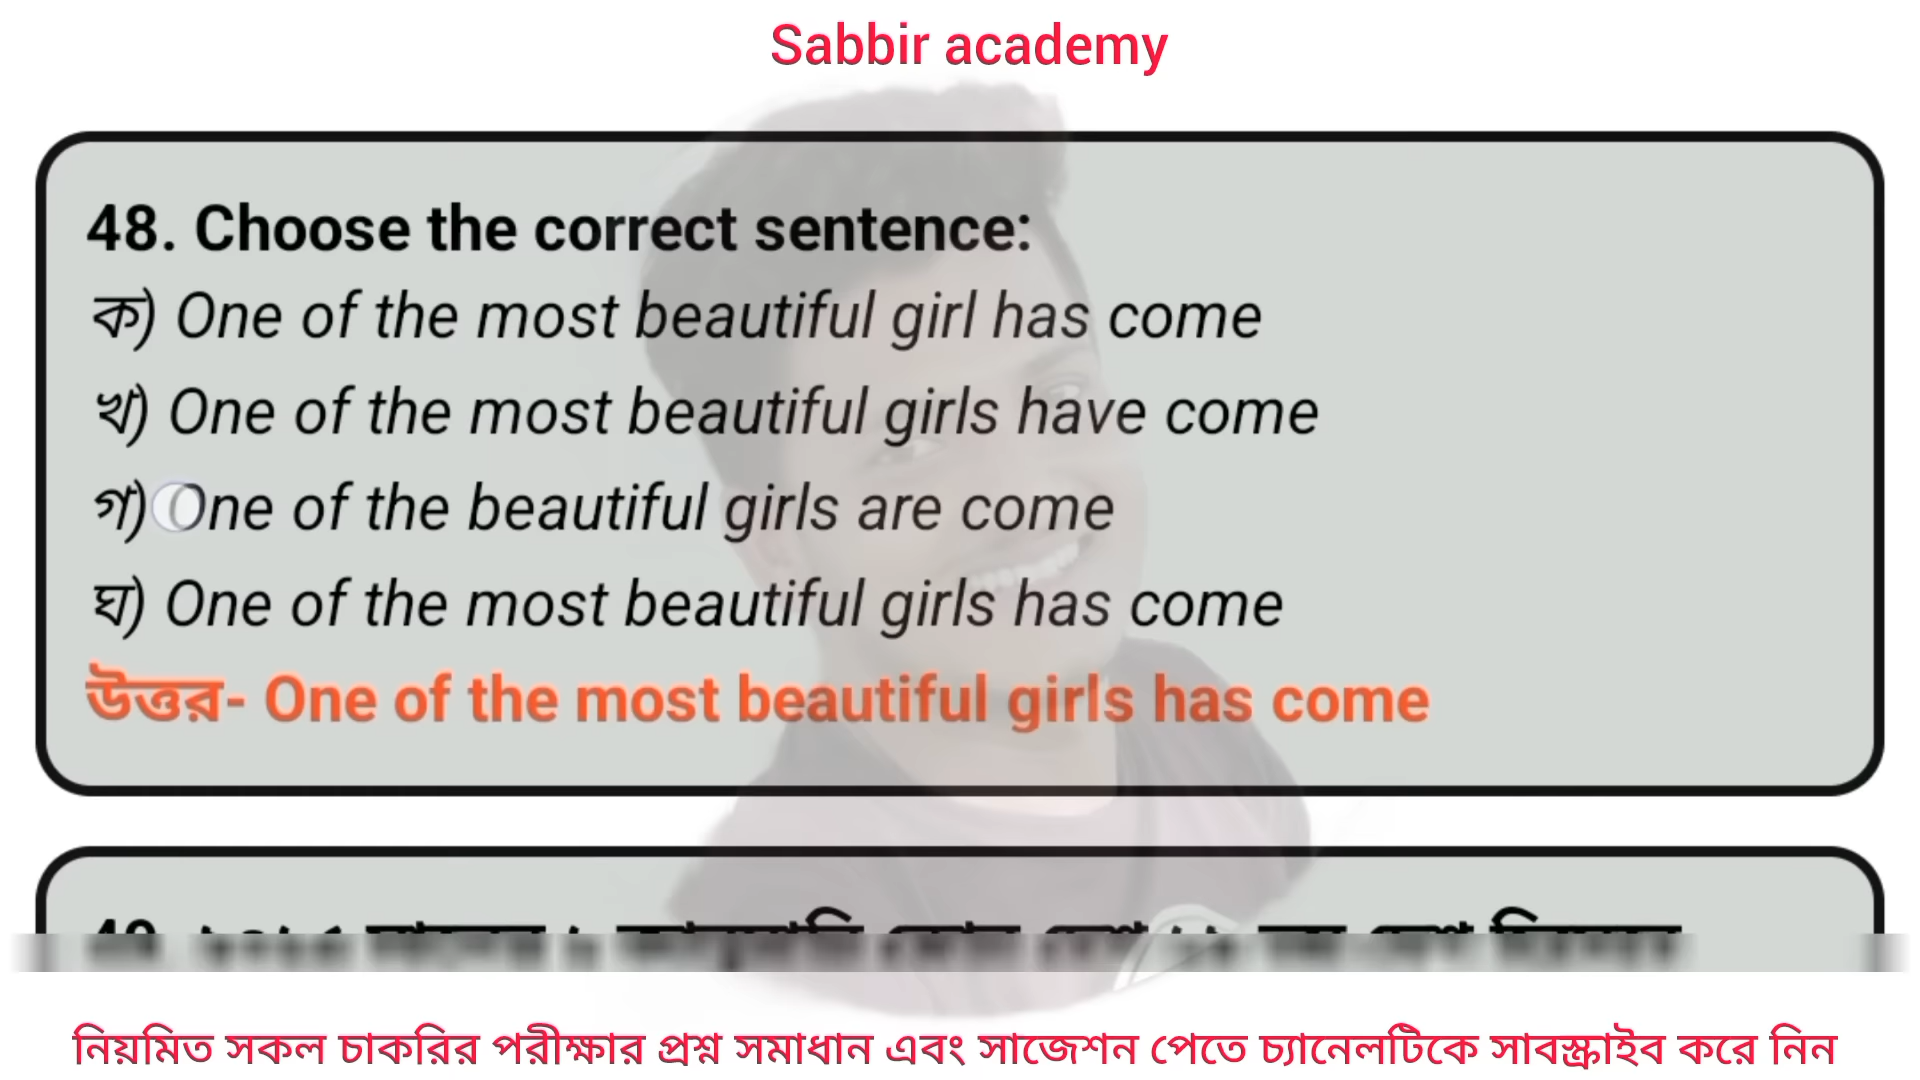 Sabbir academy
48. Choose the correct sentence:
ক) One of the most beautiful girl has come
খ) One of the most beautiful girls have come
গ) One of the beautiful girls are come
ঘ) One of the most beautiful girls has come
উত্তর- One of the most beautiful girls has come
49.
নিয়মিত সকল চাকরির পরীক্ষার প্রশ্ন সমাধান এবং সাজেশন পেতে চ্যানেলটিকে সাবস্ক্রাইব করে নিন